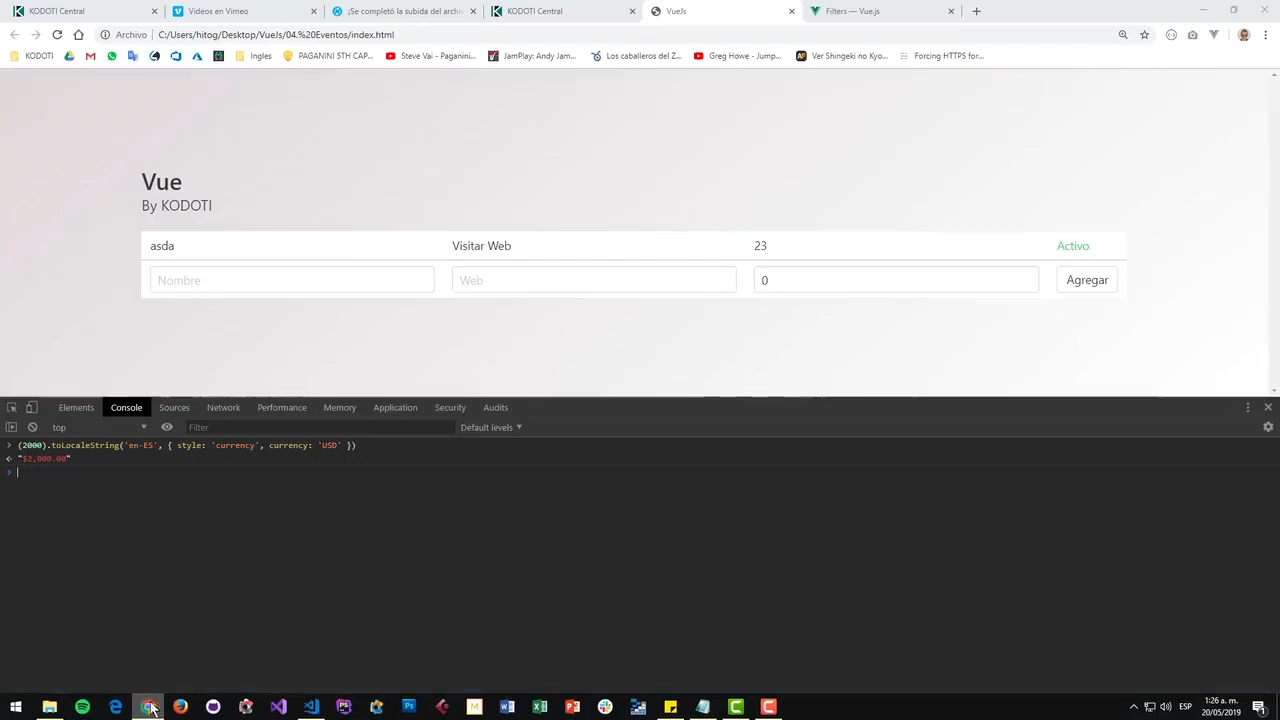 KODOTI Central
Videos en Vimeo
¡Se completó la subida del archi
KODOTI Central
VueJs
Filters — Vue.js
Archivo
C:/Users/hitog/Desktop/VueJs/04.%20Eventos/index.html
KODOTI
Ingles
PAGANINI 5TH CAP...
Steve Vai - Paganini...
JamPlay: Andy Jam...
Los caballeros del Z...
Greg Howe - Jump...
Ver Shingeki no Kyo...
Forcing HTTPS for...
Vue
By KODOTI
asda Visitar Web 23 Activo
Nombre Web 0 Agregar
Elements Console Sources Network Performance Memory Application Security Audits
top Filter Default levels
(2000).toLocaleString('en-ES', { style: 'currency', currency: 'USD' })
"$2,000.00"
ESP
1:26 a. m.
20/05/2019